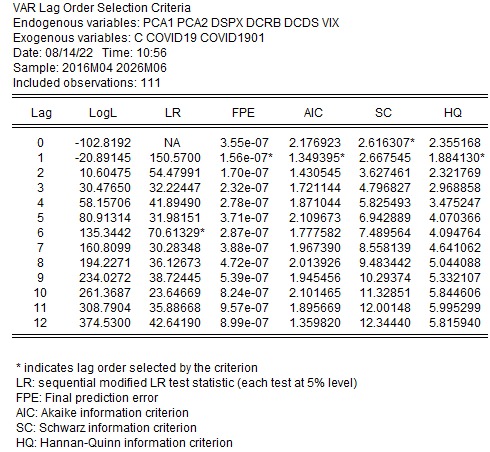 VAR Lag Order Selection Criteria
Endogenous variables: PCA1 PCA2 DSPX DCRB DCDS VIX
Exogenous variables: C COVID19 COVID1901
Date: 08/14/22 Time: 10:56
Sample: 2016M04 2026M06
Included observations: 111
Lag LogL LR FPE AIC SC HQ
0 -102.8192 NA 3.55e-07 2.176923 2.616307* 2.355168
1 -20.89145 150.5700 1.56e-07* 1.349395* 2.667545 1.884130*
2 10.60475 54.47991 1.70e-07 1.430545 3.627461 2.321769
3 30.47650 32.22447 2.32e-07 1.721144 4.796827 2.968858
4 58.15706 41.89490 2.78e-07 1.871044 5.825493 3.475247
5 80.91314 31.98151 3.71e-07 2.109673 6.942889 4.070366
6 135.3442 70.61329* 2.87e-07 1.777582 7.489564 4.094764
7 160.8099 30.28348 3.88e-07 1.967390 8.558139 4.641062
8 194.2271 36.12673 4.72e-07 2.013926 9.483442 5.044088
9 234.0272 38.72445 5.39e-07 1.945456 10.29374 5.332107
10 261.3687 23.64669 8.24e-07 2.101465 11.32851 5.844606
11 308.7904 35.88668 9.57e-07 1.895669 12.00148 5.995299
12 374.5300 42.64190 8.99e-07 1.359820 12.34440 5.815940
* indicates lag order selected by the criterion
LR: sequential modified LR test statistic (each test at 5% level)
FPE: Final prediction error
AIC: Akaike information criterion
SC: Schwarz information criterion
HQ: Hannan-Quinn information criterion